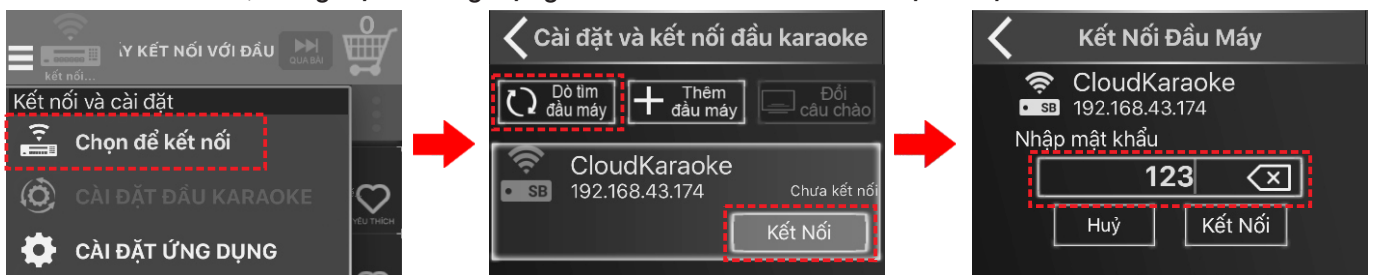 0
ÃY KẾT NỐI VỚI ĐẦU
QUA BÀI
kết nối...
Kết nối và cài đặt
Chọn để kết nối
CÀI ĐẶT ĐẦU KARAOKE
YÊU THÍCH
CÀI ĐẶT ỨNG DỤNG
Cài đặt và kết nối đầu karaoke
Dò tìm
đầu máy
Thêm
đầu máy
Đổi
câu chào
CloudKaraoke
SB
192.168.43.174
Chưa kết nối
Kết Nối
Kết Nối Đầu Máy
CloudKaraoke
SB
192.168.43.174
Nhập mật khẩu
123
Huỷ
Kết Nối